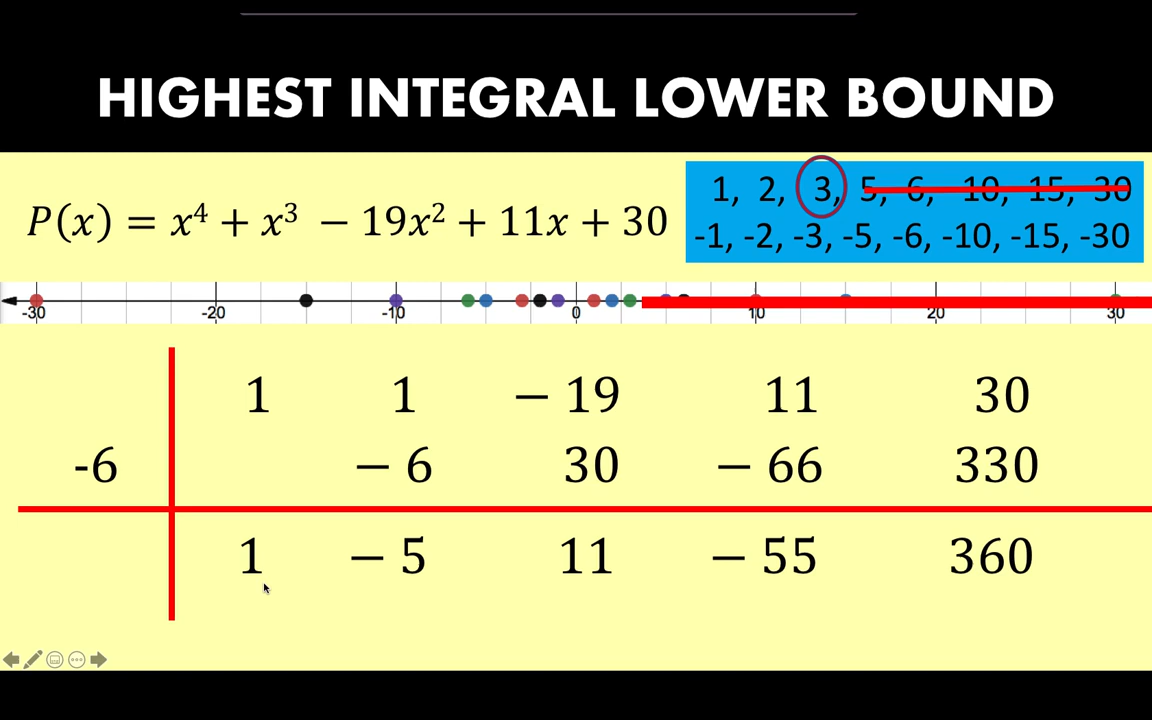 HIGHEST INTEGRAL LOWER BOUND
P(x) = x⁴ + x³ − 19x² + 11x + 30
1, 2, 3, 5, 6, 10, 15, 30
-1, -2, -3, -5, -6, -10, -15, -30
-30 -20 -10 0 10 20 30
1 1 − 19 11 30
-6 − 6 30 − 66 330
1 − 5 11 − 55 360